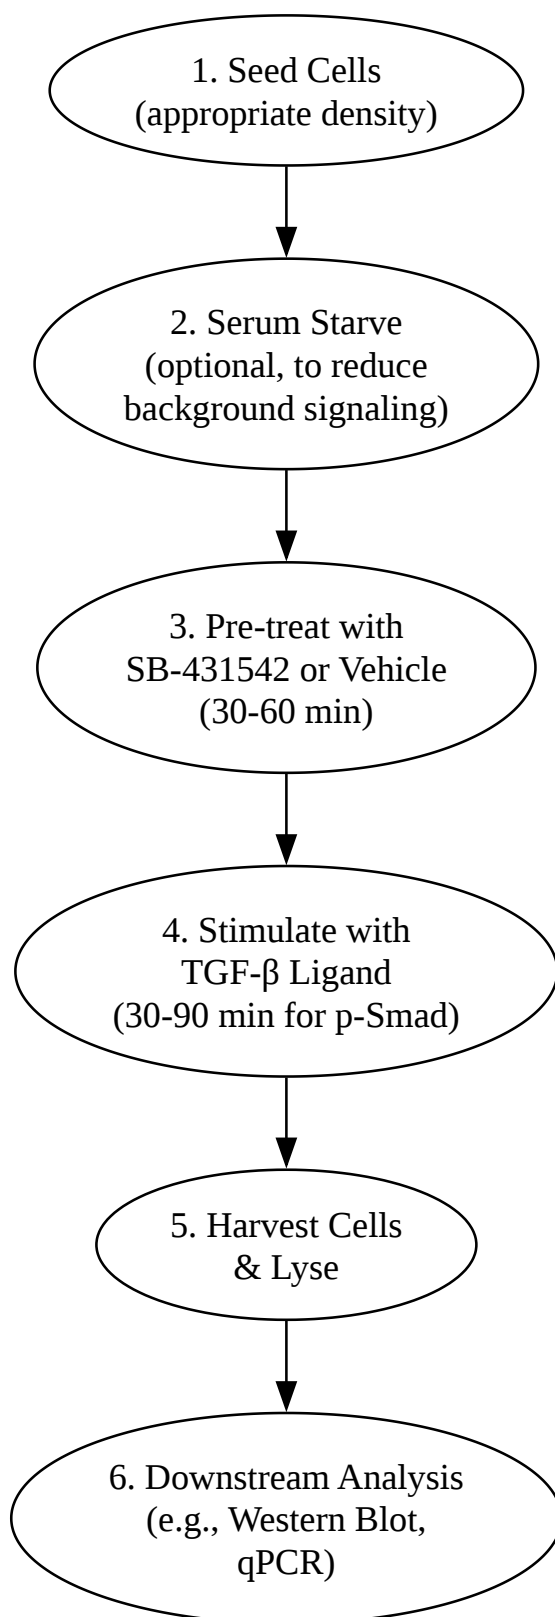 1. Seed Cells
(appropriate density)
2. Serum Starve
(optional, to reduce
background signaling)
3. Pre-treat with
SB-431542 or Vehicle
(30-60 min)
4. Stimulate with
TGF-β Ligand
(30-90 min for p-Smad)
5. Harvest Cells
& Lyse
6. Downstream Analysis
(e.g., Western Blot,
qPCR)